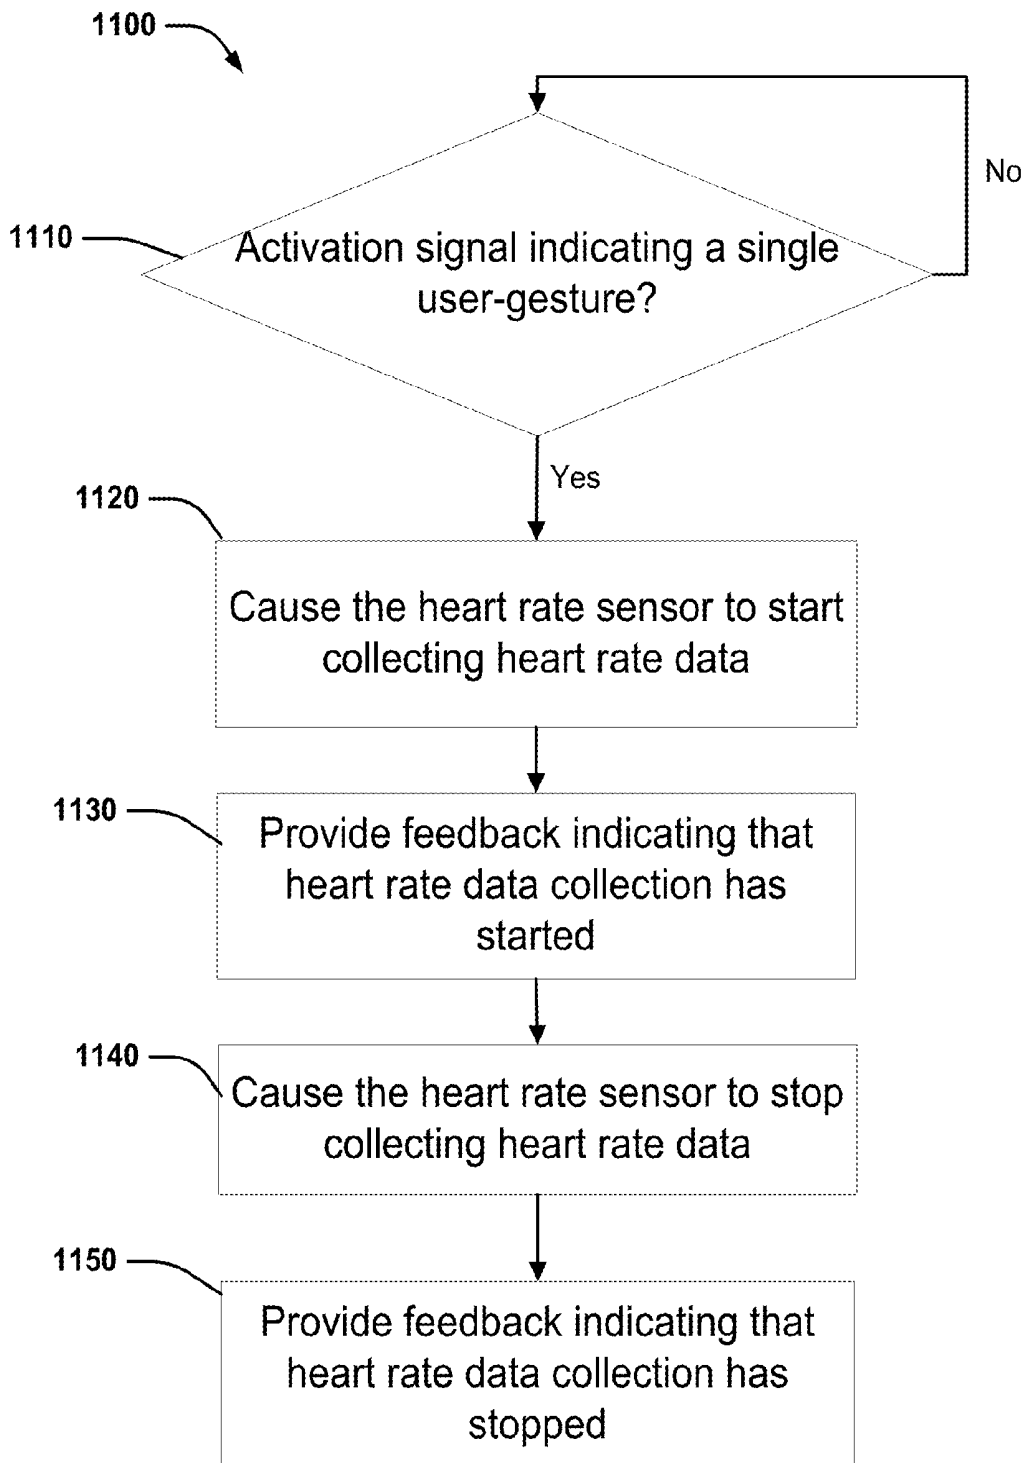 1100
No
1110
Activation signal indicating a single
user-gesture?
Yes
1120
Cause the heart rate sensor to start
collecting heart rate data
1130
Provide feedback indicating that
heart rate data collection has
started
1140
Cause the heart rate sensor to stop
collecting heart rate data
1150
Provide feedback indicating that
heart rate data collection has
stopped